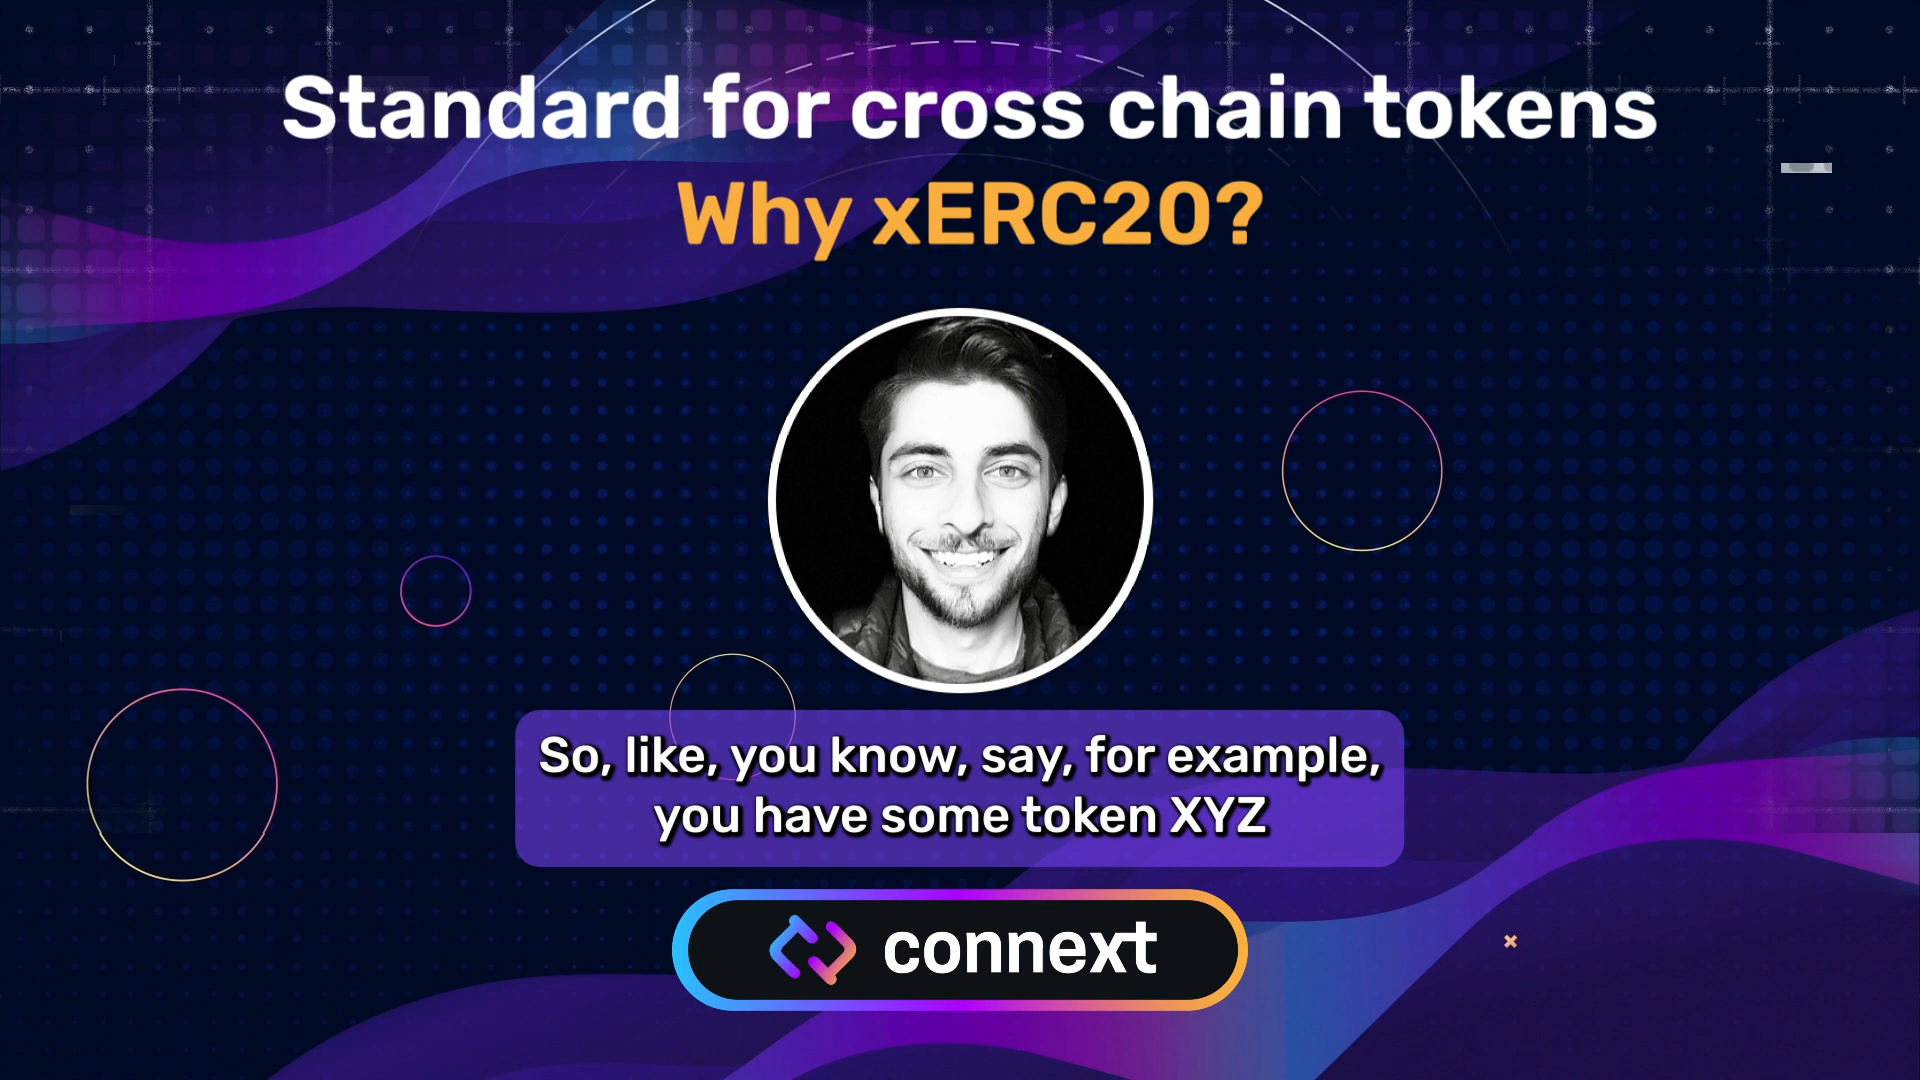 Standard for cross chain tokens
Why xERC20?
So, like, you know, say, for example,
you have some token XYZ
connext